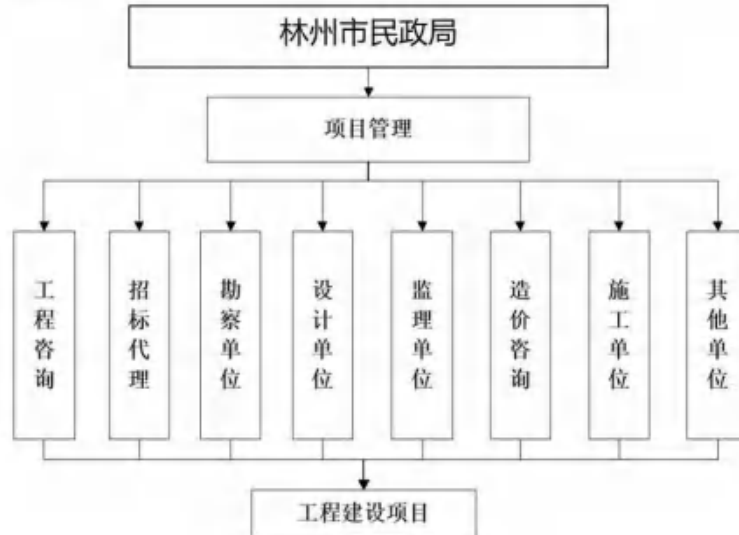 林州市民政局
项目管理
工程咨询
招标代理
勘察单位
设计单位
监理单位
造价咨询
施工单位
其他单位
工程建设项目